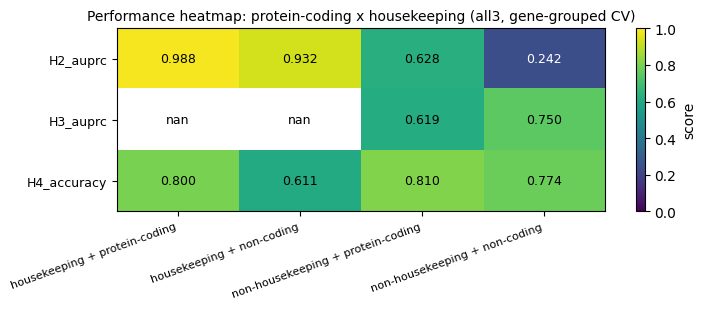 Performance heatmap: protein-coding x housekeeping (all3, gene-grouped CV)
H2_auprc 0.988 0.932 0.628 0.242
H3_auprc nan nan 0.619 0.750
H4_accuracy 0.800 0.611 0.810 0.774
housekeeping + protein-coding
housekeeping + non-coding
non-housekeeping + protein-coding
non-housekeeping + non-coding
1.0
0.8
0.6
0.4
0.2
0.0
score